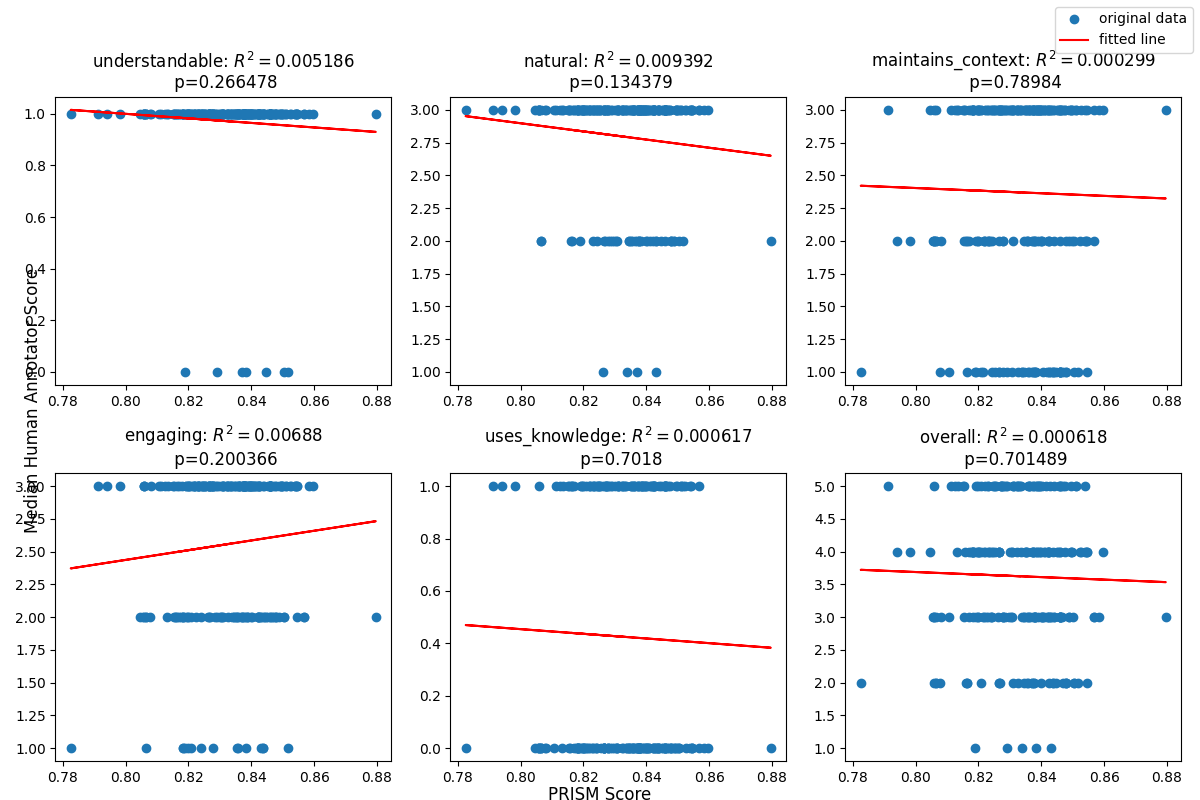 original data
fitted line
understandable: R² = 0.005186
p=0.266478
natural: R² = 0.009392
p=0.134379
maintains_context: R² = 0.000299
p=0.78984
1.0
0.8
0.6
0.4
0.2
0.0
0.78 0.80 0.82 0.84 0.86 0.88
3.00
2.75
2.50
2.25
2.00
1.75
1.50
1.25
1.00
0.78 0.80 0.82 0.84 0.86 0.88
3.00
2.75
2.50
2.25
2.00
1.75
1.50
1.25
1.00
0.78 0.80 0.82 0.84 0.86 0.88
Median Human Annotator Score
engaging: R² = 0.00688
p=0.200366
uses_knowledge: R² = 0.000617
p=0.7018
overall: R² = 0.000618
p=0.701489
3.00
2.75
2.50
2.25
2.00
1.75
1.50
1.25
1.00
0.78 0.80 0.82 0.84 0.86 0.88
1.0
0.8
0.6
0.4
0.2
0.0
0.78 0.80 0.82 0.84 0.86 0.88
5.0
4.5
4.0
3.5
3.0
2.5
2.0
1.5
1.0
0.78 0.80 0.82 0.84 0.86 0.88
PRISM Score